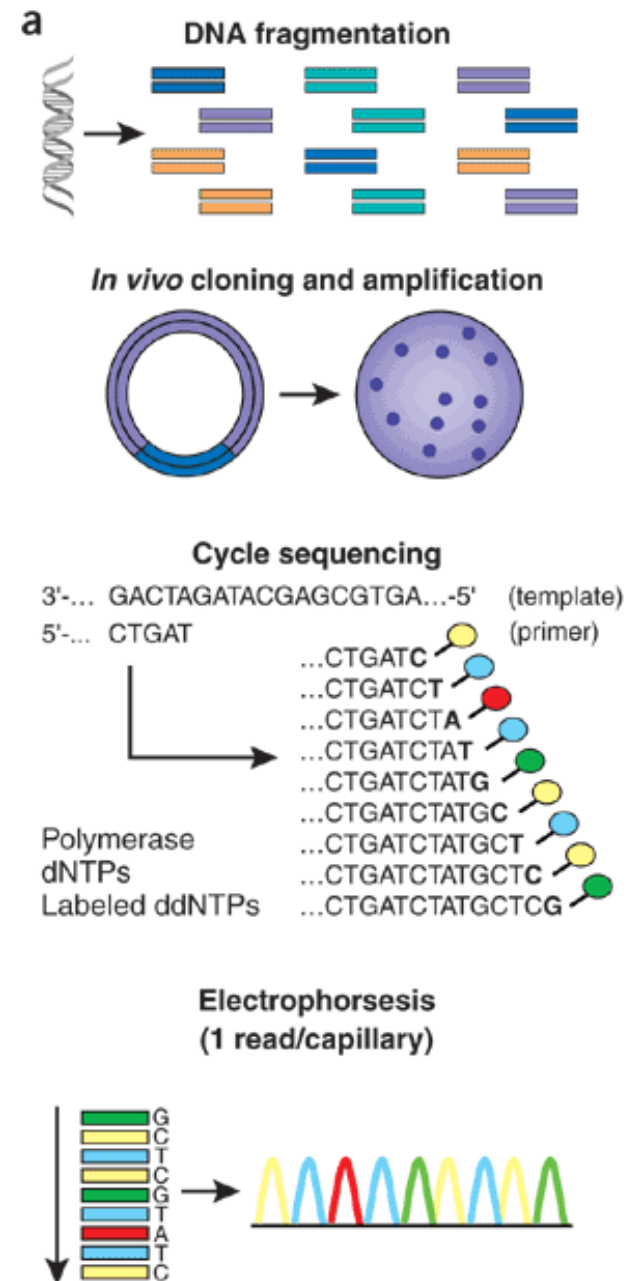 a
DNA fragmentation
In vivo cloning and amplification
Cycle sequencing
3'-... GACTAGATACGAGCGTGA...-5' (template)
5'-... CTGAT (primer)
...CTGATC
...CTGATCT
...CTGATCTA
...CTGATCTAT
...CTGATCTATG
...CTGATCTATGC
...CTGATCTATGCT
...CTGATCTATGCTC
...CTGATCTATGCTCG
Polymerase
dNTPs
Labeled ddNTPs
Electrophorsesis
(1 read/capillary)
G
C
T
C
G
T
A
T
C